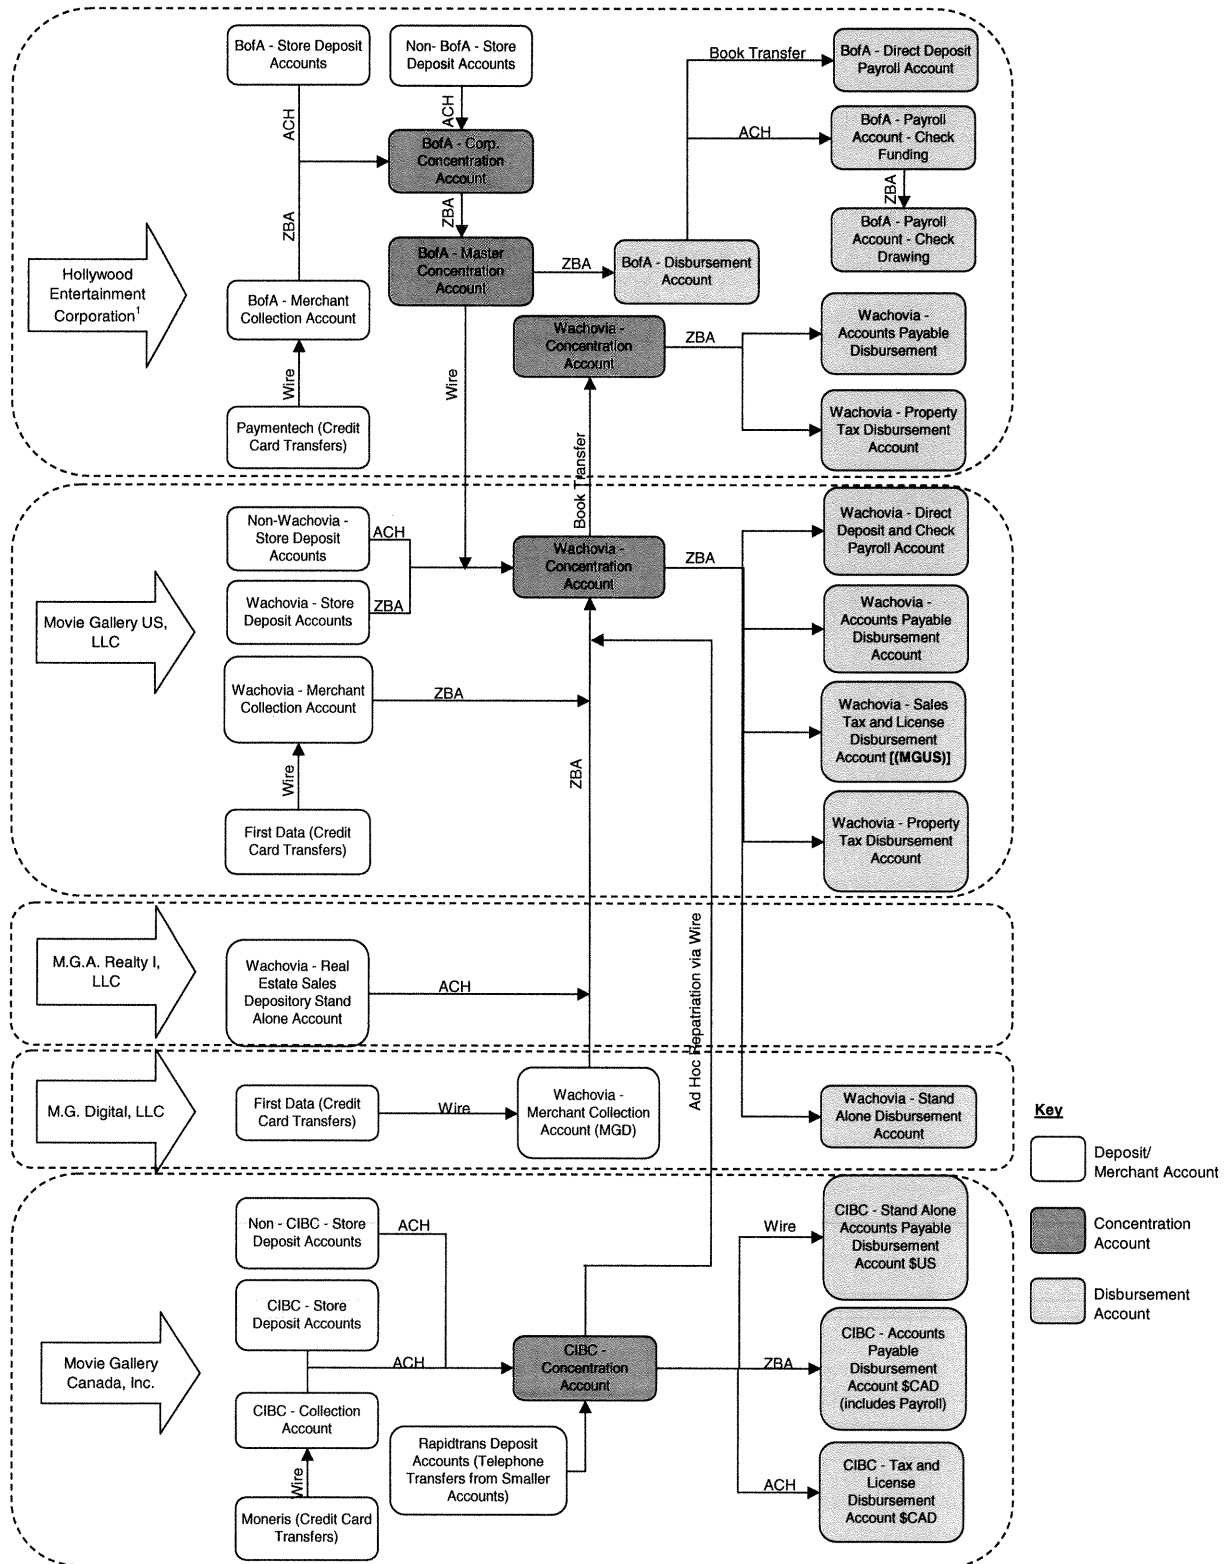 BofA - Store Deposit
Accounts
Non- BofA - Store
Deposit Accounts
Book Transfer
BofA - Direct Deposit
Payroll Account
ACH
ACH
ACH
BofA - Payroll
Account - Check
Funding
BofA - Corp.
Concentration
Account
ZBA
ZBA
ZBA
BofA - Payroll
Account - Check
Drawing
Hollywood
Entertainment
Corporation1
BofA - Master
Concentration
Account
ZBA
BofA - Disbursement
Account
BofA - Merchant
Collection Account
Wachovia -
Concentration
Account
ZBA
Wachovia -
Accounts Payable
Disbursement
Wire
Wire
Paymentech (Credit
Card Transfers)
Wachovia - Property
Tax Disbursement
Account
Book Transfer
Non-Wachovia -
Store Deposit
Accounts
ACH
Wachovia - Direct
Deposit and Check
Payroll Account
Wachovia -
Concentration
Account
ZBA
Movie Gallery US,
LLC
Wachovia - Store
Deposit Accounts
ZBA
Wachovia -
Accounts Payable
Disbursement
Account
Wachovia - Merchant
Collection Account
ZBA
Wachovia - Sales
Tax and License
Disbursement
Account [(MGUS)]
Wire
ZBA
First Data (Credit
Card Transfers)
Wachovia - Property
Tax Disbursement
Account
M.G.A. Realty I,
LLC
Wachovia - Real
Estate Sales
Depository Stand
Alone Account
ACH
Ad Hoc Repatriation via Wire
M.G. Digital, LLC
First Data (Credit
Card Transfers)
Wire
Wachovia -
Merchant Collection
Account (MGD)
Wachovia - Stand
Alone Disbursement
Account
Key
Deposit/
Merchant Account
Concentration
Account
Disbursement
Account
Non - CIBC - Store
Deposit Accounts
ACH
Wire
CIBC - Stand Alone
Accounts Payable
Disbursement
Account $US
CIBC - Store
Deposit Accounts
Movie Gallery
Canada, Inc.
ACH
CIBC -
Concentration
Account
ZBA
CIBC - Accounts
Payable
Disbursement
Account $CAD
(includes Payroll)
CIBC - Collection
Account
Rapidtrans Deposit
Accounts (Telephone
Transfers from Smaller
Accounts)
Wire
ACH
CIBC - Tax and
License
Disbursement
Account $CAD
Moneris (Credit Card
Transfers)